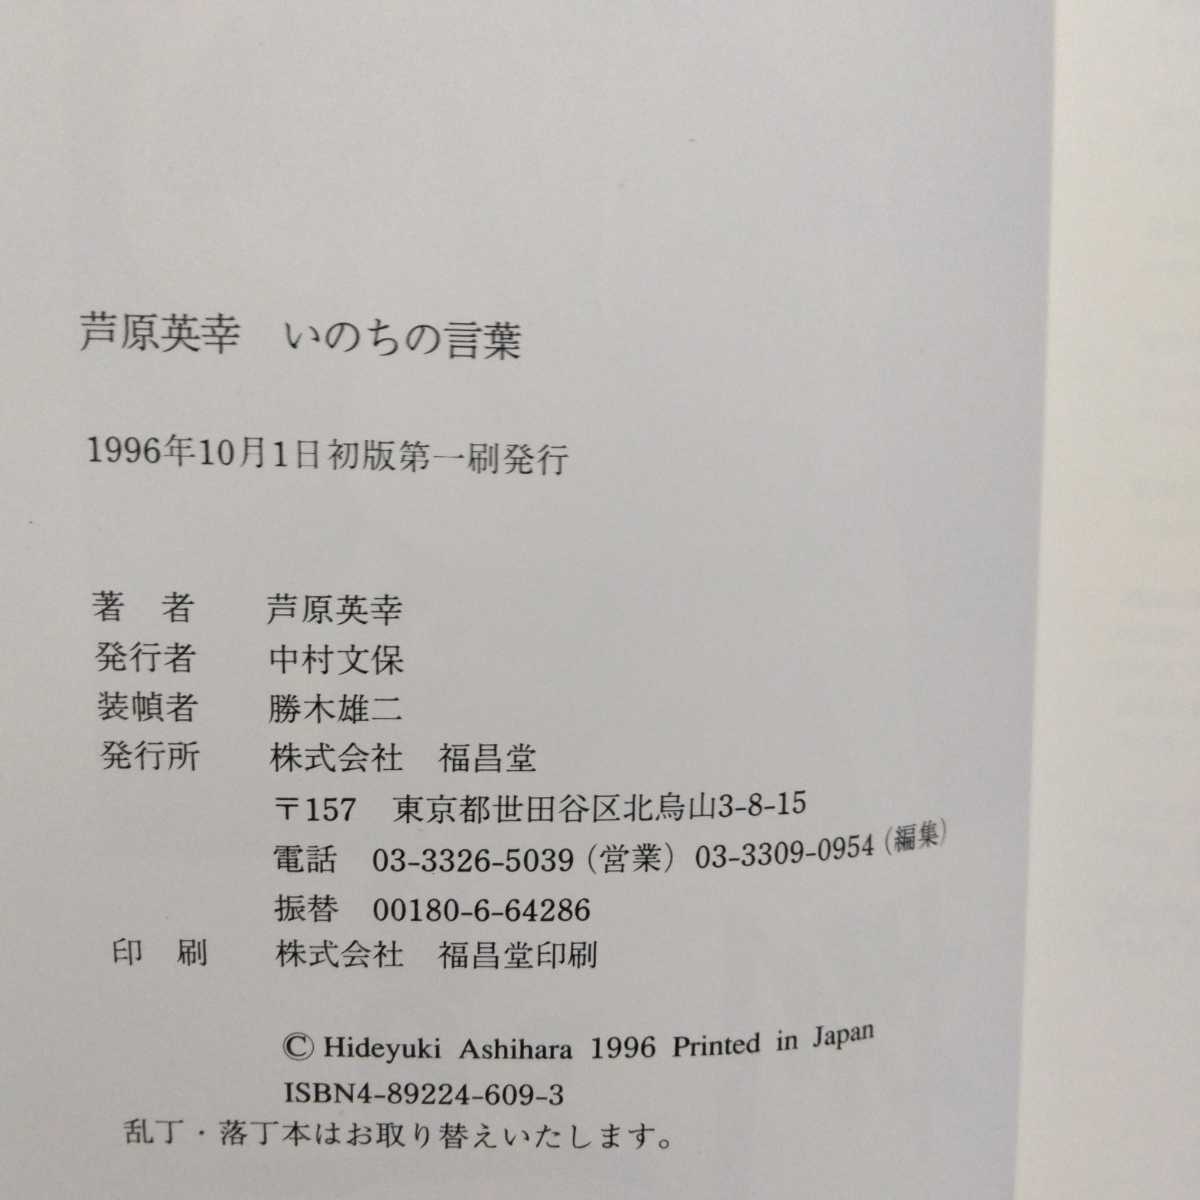 芦原英幸　いのちの言葉
1996年10月1日初版第一刷発行
著　者　芦原英幸
発行者　中村文保
装幀者　勝木雄二
発行所　株式会社　福昌堂
〒157　東京都世田谷区北烏山3-8-15
電話　03-3326-5039（営業）03-3309-0954（編集）
振替　00180-6-64286
印　刷　株式会社　福昌堂印刷
© Hideyuki Ashihara 1996 Printed in Japan
ISBN4-89224-609-3
乱丁・落丁本はお取り替えいたします。